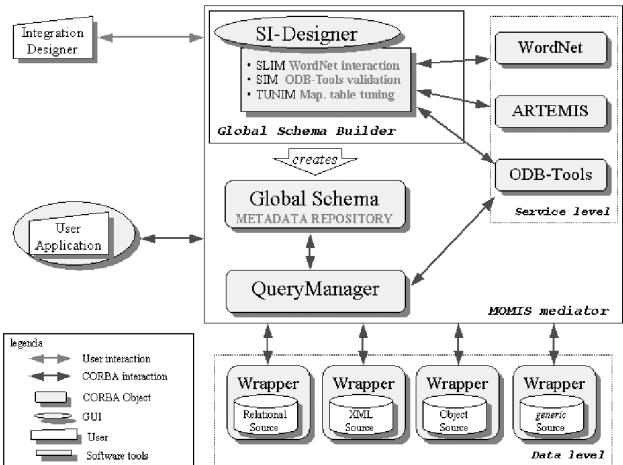 Integration
Designer
SI-Designer
• SLIM WordNet interaction
• SIM ODB-Tools validation
• TUNIM Map. table tuning
Global Schema Builder
WordNet
ARTEMIS
ODB-Tools
Service level
creates
Global Schema
METADATA REPOSITORY
User
Application
QueryManager
MOMIS mediator
legenda
User interaction
CORBA interaction
CORBA Object
GUI
User
Software tools
Wrapper
Relational
Source
Wrapper
XML
Source
Wrapper
Object
Source
Wrapper
generic
Source
Data level